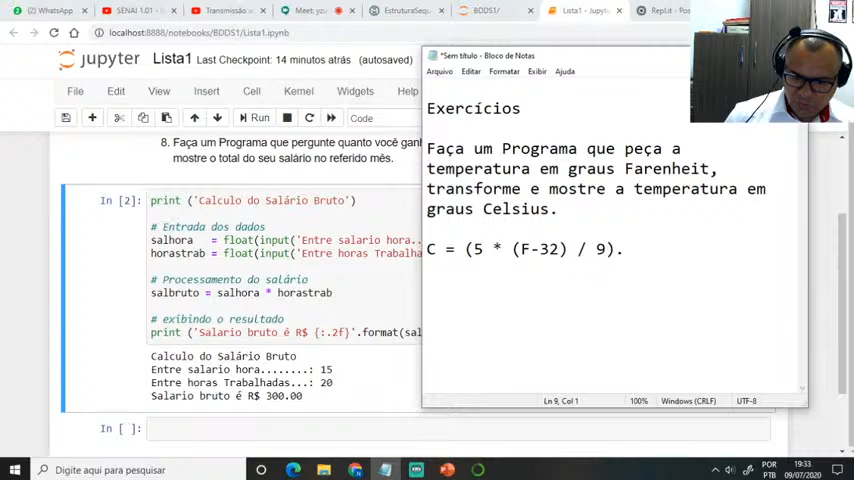 (2) WhatsApp
SENAI 1.01
Transmissão a
Meet: yzu
EstruturaSequ
BDDS1/
Lista1 - Jupyte
RepLit - Pos
localhost:8888/notebooks/BDDS1/Lista1.ipynb
jupyter Lista1 Last Checkpoint: 14 minutos atrás (autosaved)
File Edit View Insert Cell Kernel Widgets Help
Run Code
8. Faça um Programa que pergunte quanto você gan
mostre o total do seu salário no referido mês.
In [2]: print ('Calculo do Salário Bruto')
# Entrada dos dados
salhora = float(input('Entre salario hora..
horastrab = float(input('Entre horas Trabalha
# Processamento do salário
salbruto = salhora * horastrab
# exibindo o resultado
print ('Salario bruto é R$ {:.2f}'.format(sal
Calculo do Salário Bruto
Entre salario hora........: 15
Entre horas Trabalhadas...: 20
Salario bruto é R$ 300.00
In [ ]:
*Sem título - Bloco de Notas
Arquivo Editar Formatar Exibir Ajuda
Exercícios
Faça um Programa que peça a
temperatura em graus Farenheit,
transforme e mostre a temperatura em
graus Celsius.
C = (5 * (F-32) / 9).
Ln 9, Col 1 100% Windows (CRLF) UTF-8
Digite aqui para pesquisar
POR
PTB
19:33
09/07/2020